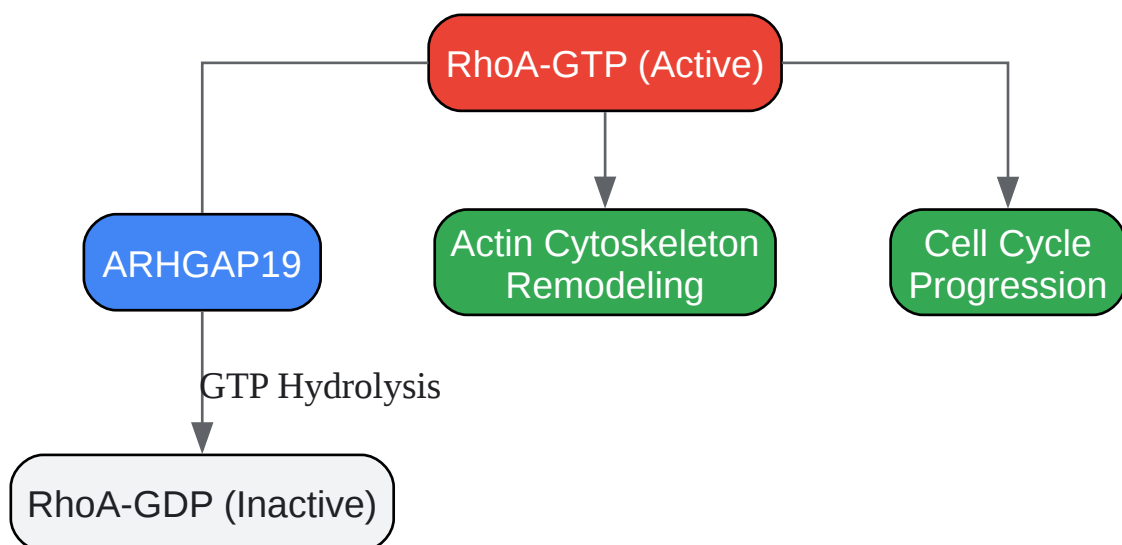 RhoA-GTP (Active)
ARHGAP19
Actin Cytoskeleton
Remodeling
Cell Cycle
Progression
GTP Hydrolysis
RhoA-GDP (Inactive)